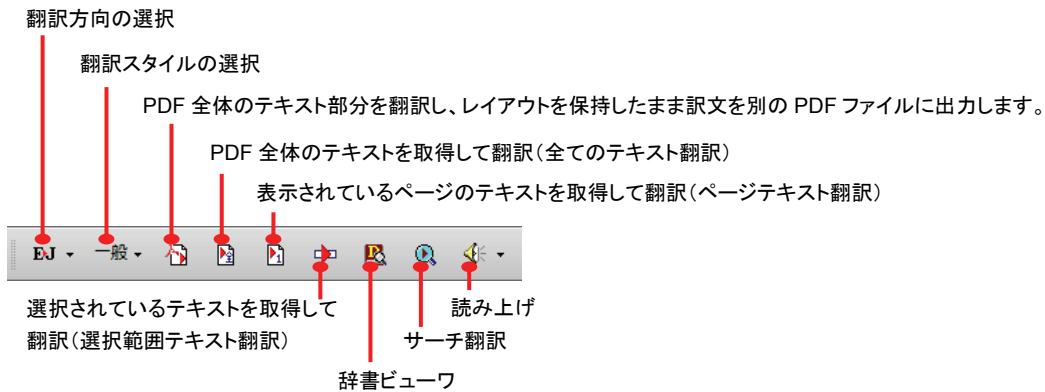 翻訳方向の選択
翻訳スタイルの選択
PDF 全体のテキスト部分を翻訳し、レイアウトを保持したまま訳文を別の PDF ファイルに出力します。
PDF 全体のテキストを取得して翻訳(全てのテキスト翻訳)
表示されているページのテキストを取得して翻訳(ページテキスト翻訳)
EJ 一般
選択されているテキストを取得して
翻訳(選択範囲テキスト翻訳)
読み上げ
サーチ翻訳
辞書ビューワ